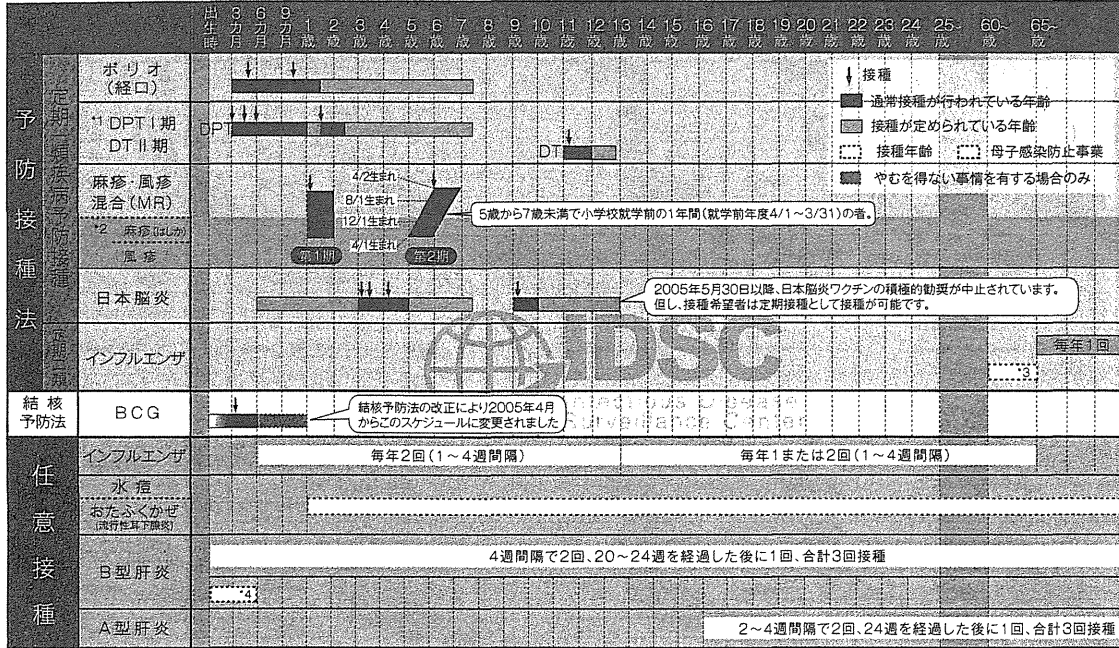 出生時 3カ月 6カ月 9カ月 1歳 2歳 3歳 4歳 5歳 6歳 7歳 8歳 9歳 10歳 11歳 12歳 13歳 14歳 15歳 16歳 17歳 18歳 19歳 20歳 21歳 22歳 23歳 24歳 25~ 60~歳 65~歳
予防接種法
ポリオ
(経口)
↓ 接種
通常接種が行われている年齢
接種が定められている年齢
接種年齢 母子感染防止事業
やむを得ない事情を有する場合のみ
*1 DPT I 期
DT II 期
DPT
DT
麻疹・風疹
混合(MR)
*2 麻疹(はしか)
風疹
4/2生まれ
8/1生まれ
12/1生まれ
4/1生まれ
第1期
第2期
5歳から7歳未満で小学校就学前の1年間(就学前年度4/1~3/31)の者。
日本脳炎
2005年5月30日以降、日本脳炎ワクチンの積極的勧奨が中止されています。
但し、接種希望者は定期接種として接種が可能です。
インフルエンザ
毎年1回
*3
IDSC
Infectious Disease
Surveillance Center
結核
予防法
BCG
結核予防法の改正により2005年4月
からこのスケジュールに変更されました
任意接種
インフルエンザ
毎年2回(1~4週間隔)
毎年1または2回(1~4週間隔)
水痘
おたふくかぜ
(流行性耳下腺炎)
B型肝炎
4週間隔で2回、20~24週を経過した後に1回、合計3回接種
*4
A型肝炎
2~4週間隔で2回、24週を経過した後に1回、合計3回接種